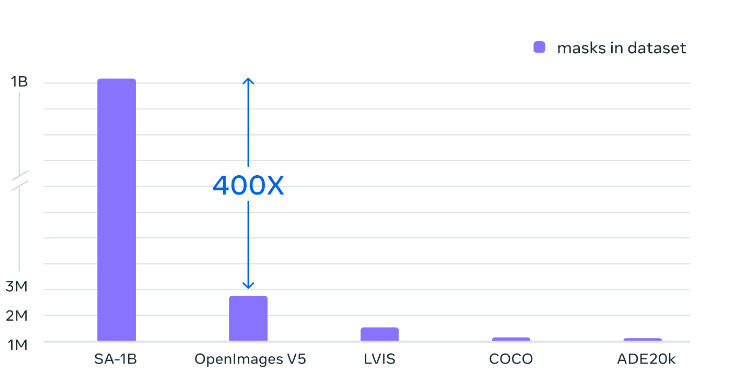 masks in dataset
1B
400X
3M
2M
1M
SA-1B
OpenImages V5
LVIS
COCO
ADE20k